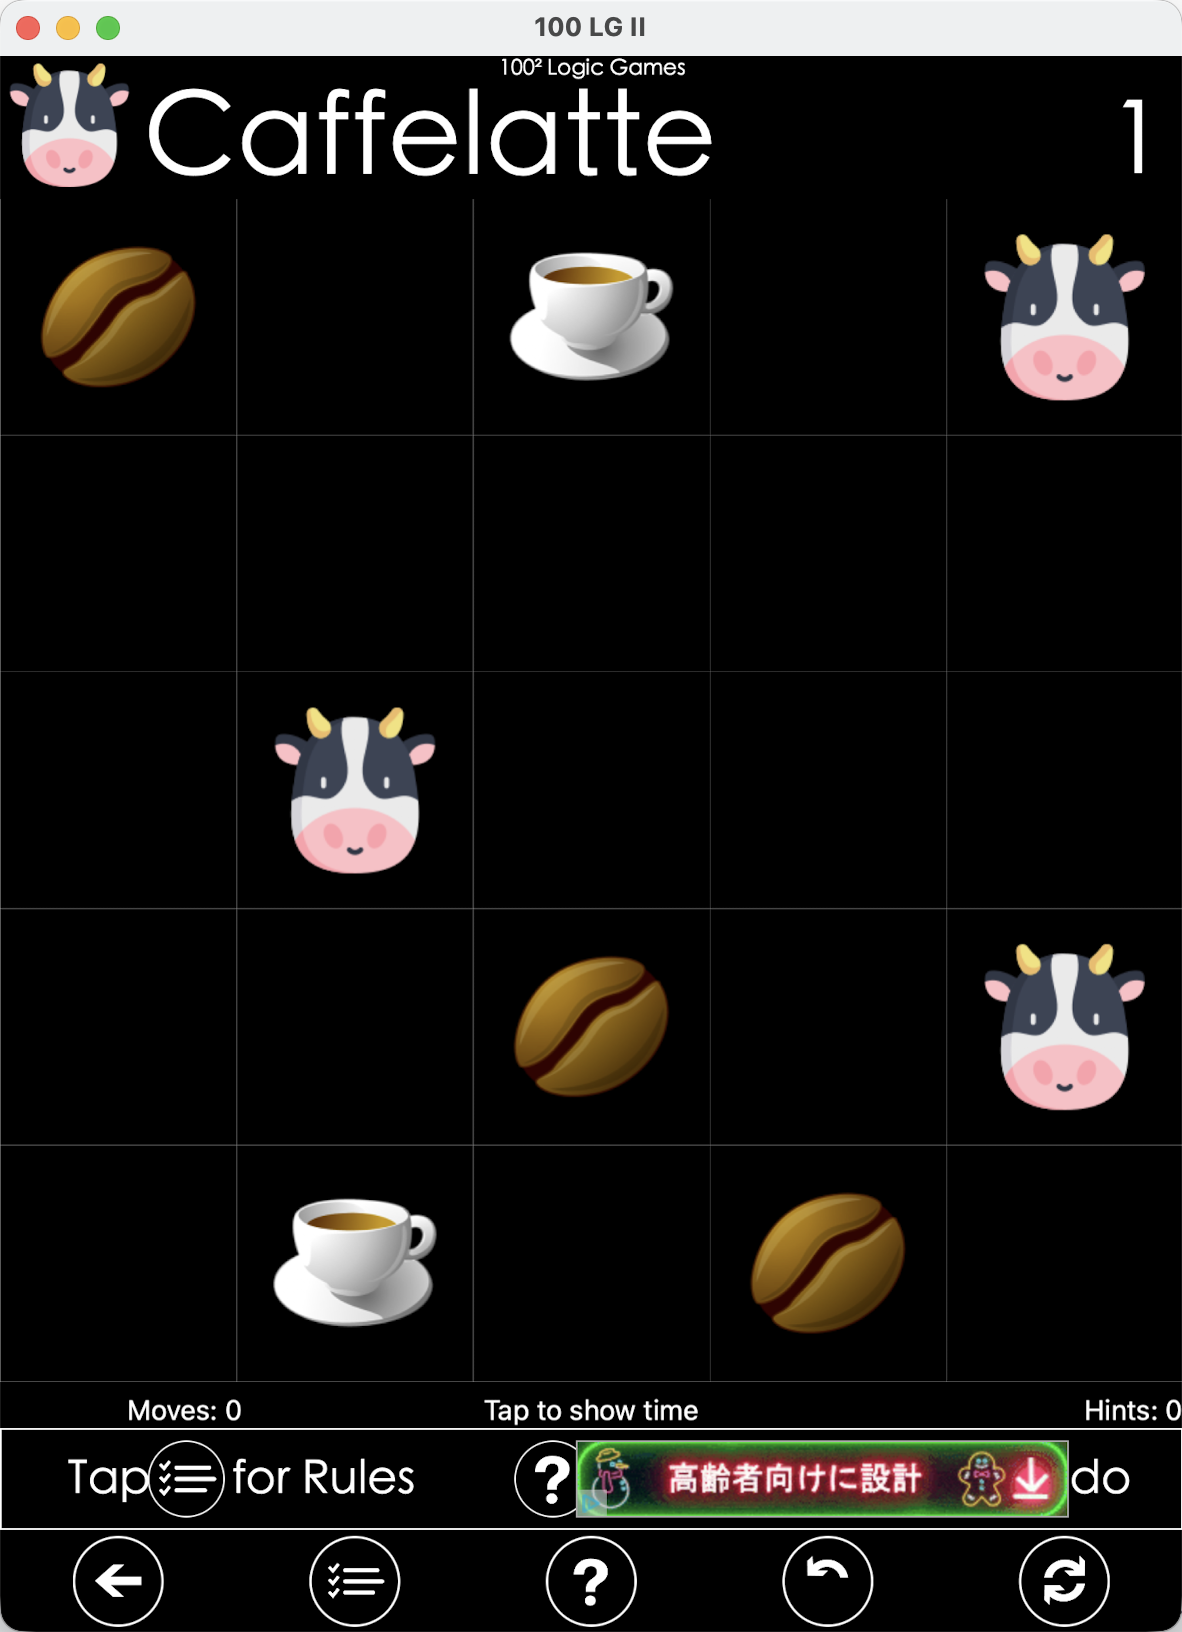 100 LG II
100² Logic Games
Caffelatte
1
Moves: 0
Tap to show time
Hints: 0
Tap for Rules
?
高齢者向けに設計
do
?